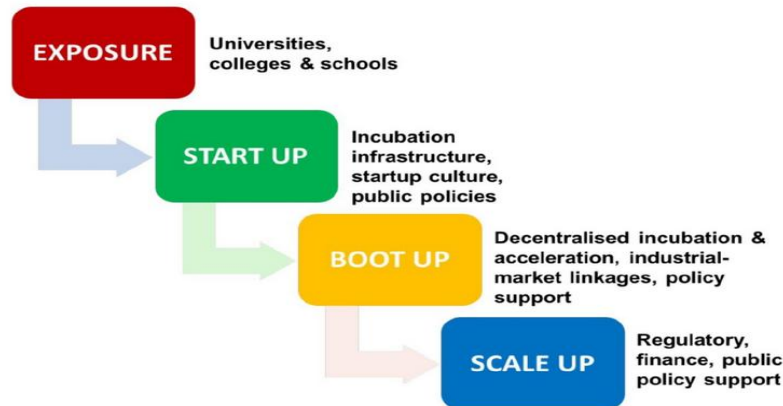 EXPOSURE
Universities,
colleges & schools
START UP
Incubation
infrastructure,
startup culture,
public policies
BOOT UP
Decentralised incubation &
acceleration, industrial-
market linkages, policy
support
SCALE UP
Regulatory,
finance, public
policy support